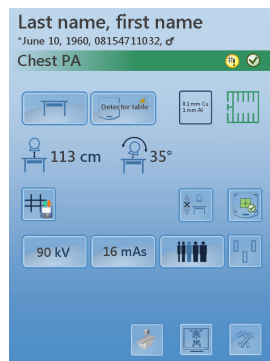 Last name, first name
*June 10, 1960, 08154711032, ♂
Chest PA
Detector table
0.1 mm Cu
1 mm Al
113 cm
35°
90 kV
16 mAs